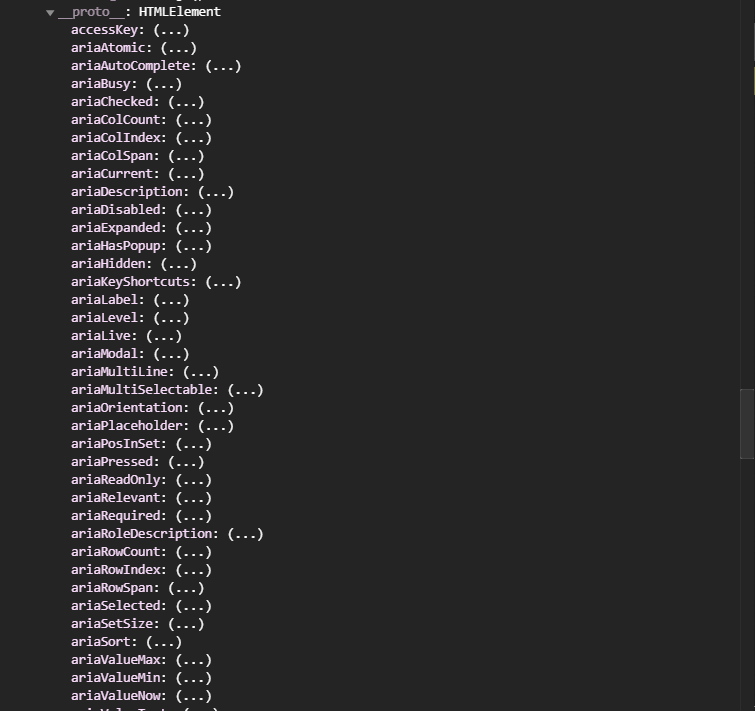 __proto__: HTMLElement
accessKey: (...)
ariaAtomic: (...)
ariaAutoComplete: (...)
ariaBusy: (...)
ariaChecked: (...)
ariaColCount: (...)
ariaColIndex: (...)
ariaColSpan: (...)
ariaCurrent: (...)
ariaDescription: (...)
ariaDisabled: (...)
ariaExpanded: (...)
ariaHasPopup: (...)
ariaHidden: (...)
ariaKeyShortcuts: (...)
ariaLabel: (...)
ariaLevel: (...)
ariaLive: (...)
ariaModal: (...)
ariaMultiLine: (...)
ariaMultiSelectable: (...)
ariaOrientation: (...)
ariaPlaceholder: (...)
ariaPosInSet: (...)
ariaPressed: (...)
ariaReadOnly: (...)
ariaRelevant: (...)
ariaRequired: (...)
ariaRoleDescription: (...)
ariaRowCount: (...)
ariaRowIndex: (...)
ariaRowSpan: (...)
ariaSelected: (...)
ariaSetSize: (...)
ariaSort: (...)
ariaValueMax: (...)
ariaValueMin: (...)
ariaValueNow: (...)